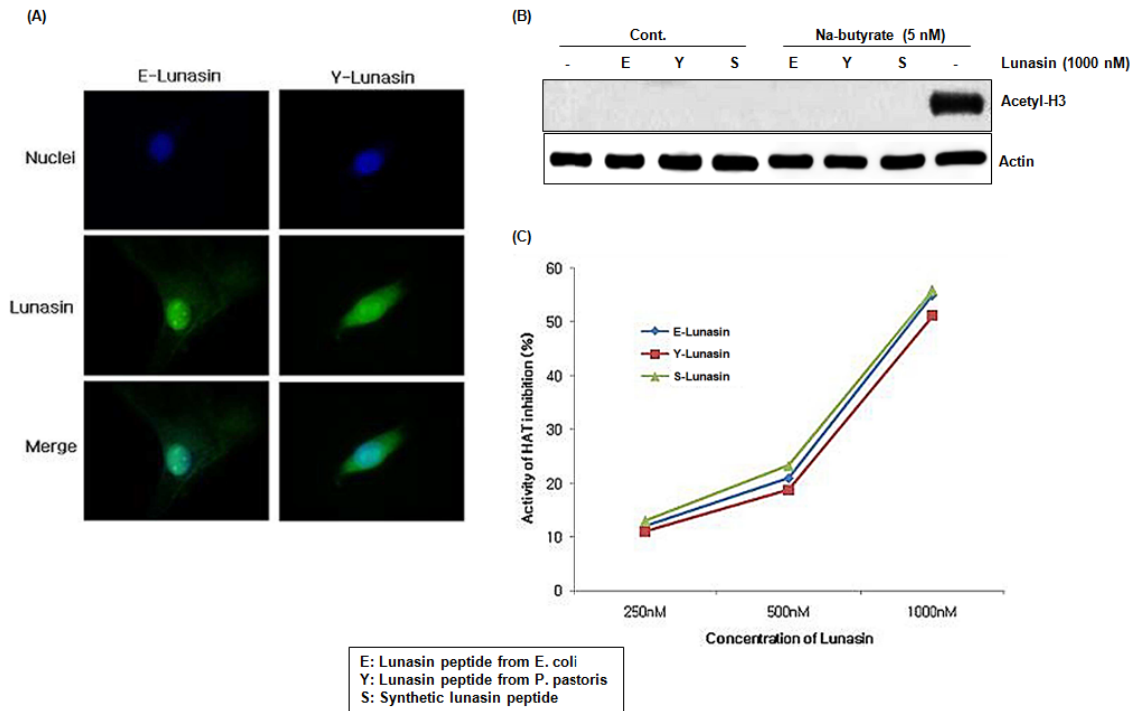 (A)
E-Lunasin Y-Lunasin
Nuclei
Lunasin
Merge
(B)
Cont. Na-butyrate (5 nM)
- E Y S E Y S - Lunasin (1000 nM)
Acetyl-H3
Actin
(C)
60
50
40
30
20
10
0
Activity of HAT inhibition (%)
E-Lunasin
Y-Lunasin
S-Lunasin
250nM 500nM 1000nM
Concentration of Lunasin
E: Lunasin peptide from E. coli
Y: Lunasin peptide from P. pastoris
S: Synthetic lunasin peptide